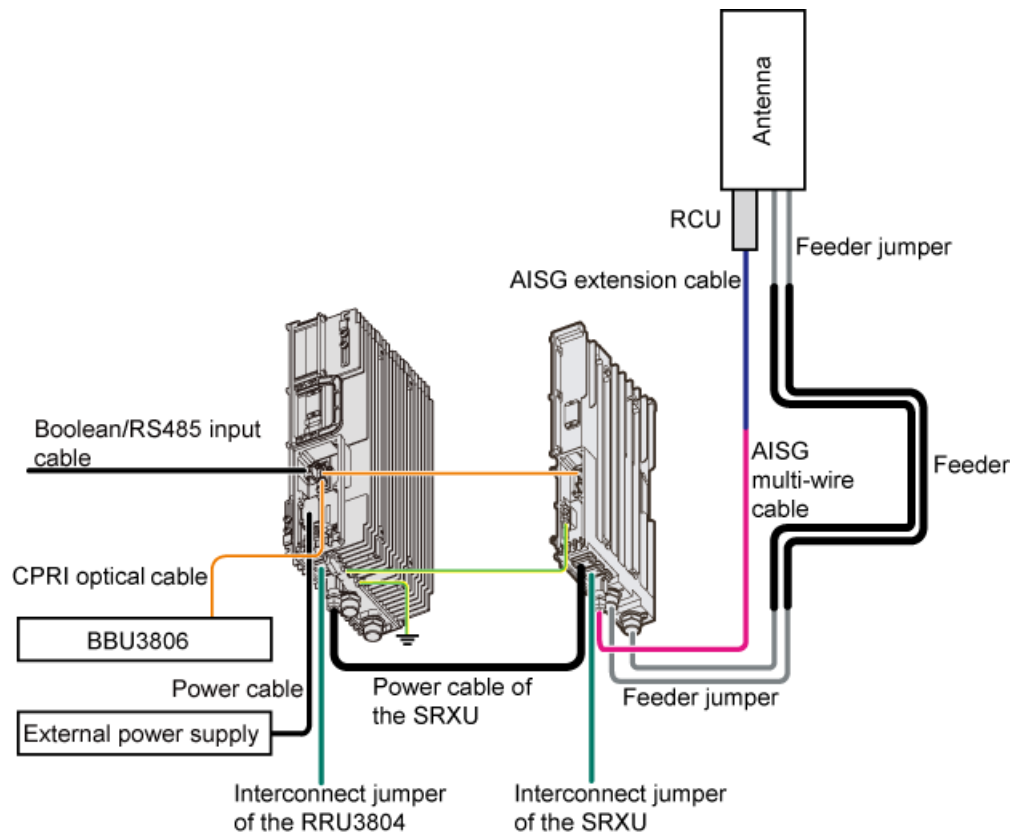 Antenna
RCU
Feeder jumper
AISG extension cable
Boolean/RS485 input
cable
AISG
multi-wire
cable
Feeder
CPRI optical cable
BBU3806
Power cable
Power cable of
the SRXU
Feeder jumper
External power supply
Interconnect jumper
of the RRU3804
Interconnect jumper
of the SRXU